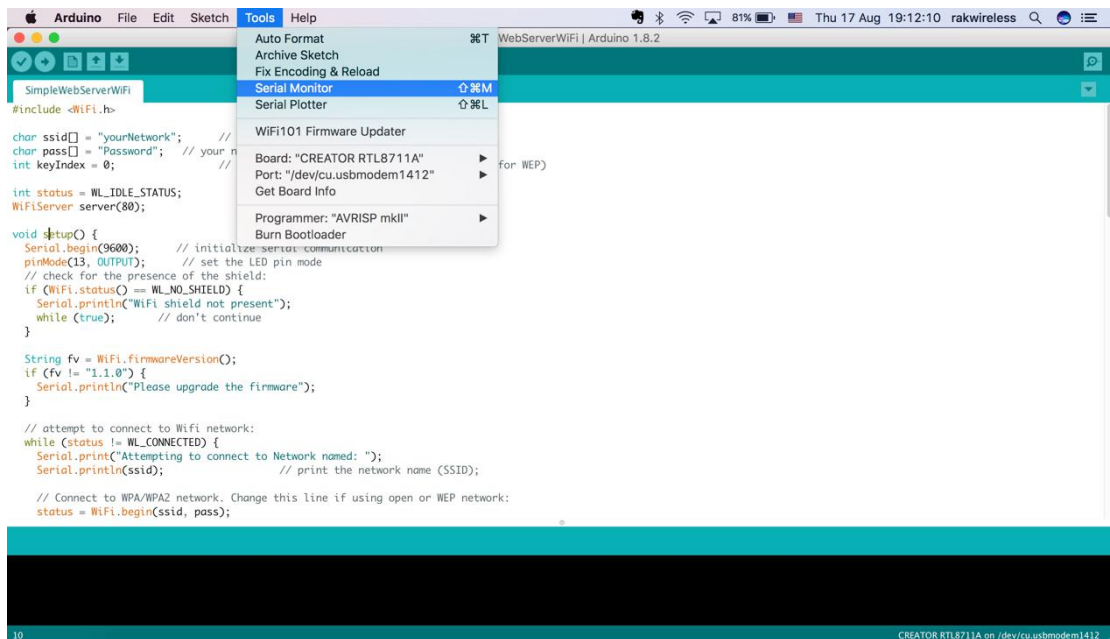 Arduino File Edit Sketch Tools Help 81% Thu 17 Aug 19:12:10 rakwireless
WebServerWiFi | Arduino 1.8.2
Auto Format ⌘T
Archive Sketch
Fix Encoding & Reload
Serial Monitor ⇧⌘M
Serial Plotter ⇧⌘L
WiFi101 Firmware Updater
Board: "CREATOR RTL8711A"
Port: "/dev/cu.usbmodem1412"
Get Board Info
Programmer: "AVRISP mkII"
Burn Bootloader
SimpleWebServerWiFi
#include <WiFi.h>
char ssid[] = "yourNetwork"; //
char pass[] = "Password"; // your n
int keyIndex = 0; // for WEP)
int status = WL_IDLE_STATUS;
WiFiServer server(80);
void setup() {
Serial.begin(9600); // initialize serial communication
pinMode(13, OUTPUT); // set the LED pin mode
// check for the presence of the shield:
if (WiFi.status() == WL_NO_SHIELD) {
Serial.println("WiFi shield not present");
while (true); // don't continue
}
String fv = WiFi.firmwareVersion();
if (fv != "1.1.0") {
Serial.println("Please upgrade the firmware");
}
// attempt to connect to Wifi network:
while (status != WL_CONNECTED) {
Serial.print("Attempting to connect to Network named: ");
Serial.println(ssid); // print the network name (SSID);
// Connect to WPA/WPA2 network. Change this line if using open or WEP network:
status = WiFi.begin(ssid, pass);
10 CREATOR RTL8711A on /dev/cu.usbmodem1412